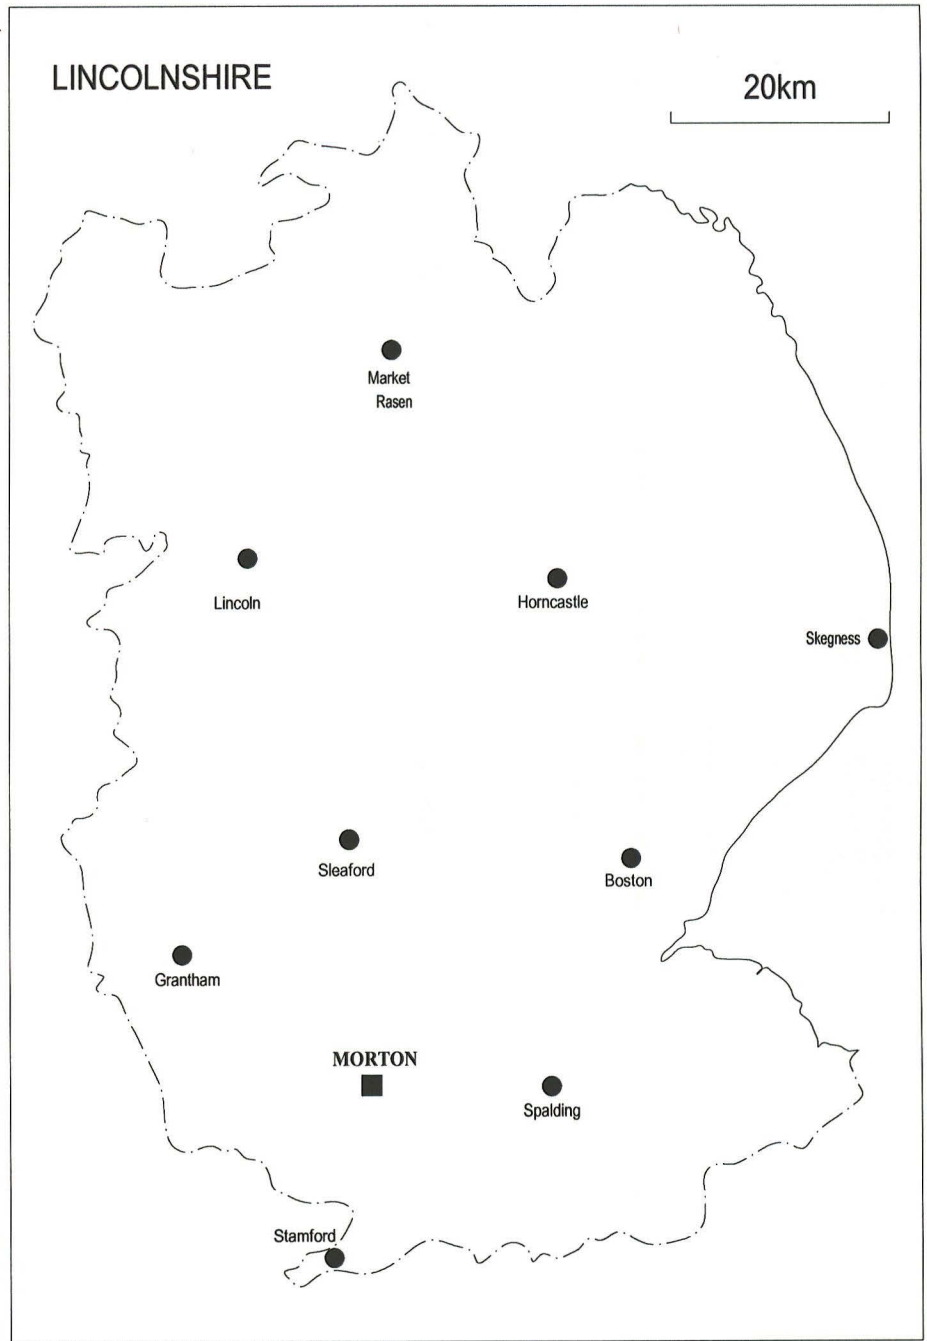 LINCOLNSHIRE
20km
Market
Rasen
Lincoln
Horncastle
Skegness
Sleaford
Boston
Grantham
MORTON
Spalding
Stamford